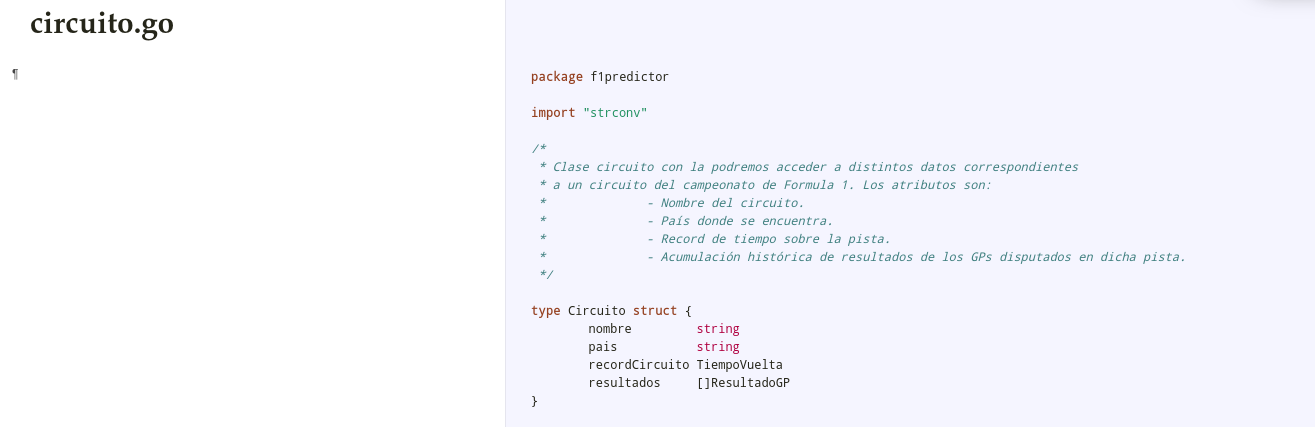 circuito.go
¶
package f1predictor
import "strconv"
/*
* Clase circuito con la podremos acceder a distintos datos correspondientes
* a un circuito del campeonato de Formula 1. Los atributos son:
* - Nombre del circuito.
* - País donde se encuentra.
* - Record de tiempo sobre la pista.
* - Acumulación histórica de resultados de los GPs disputados en dicha pista.
*/
type Circuito struct {
nombre string
pais string
recordCircuito TiempoVuelta
resultados []ResultadoGP
}